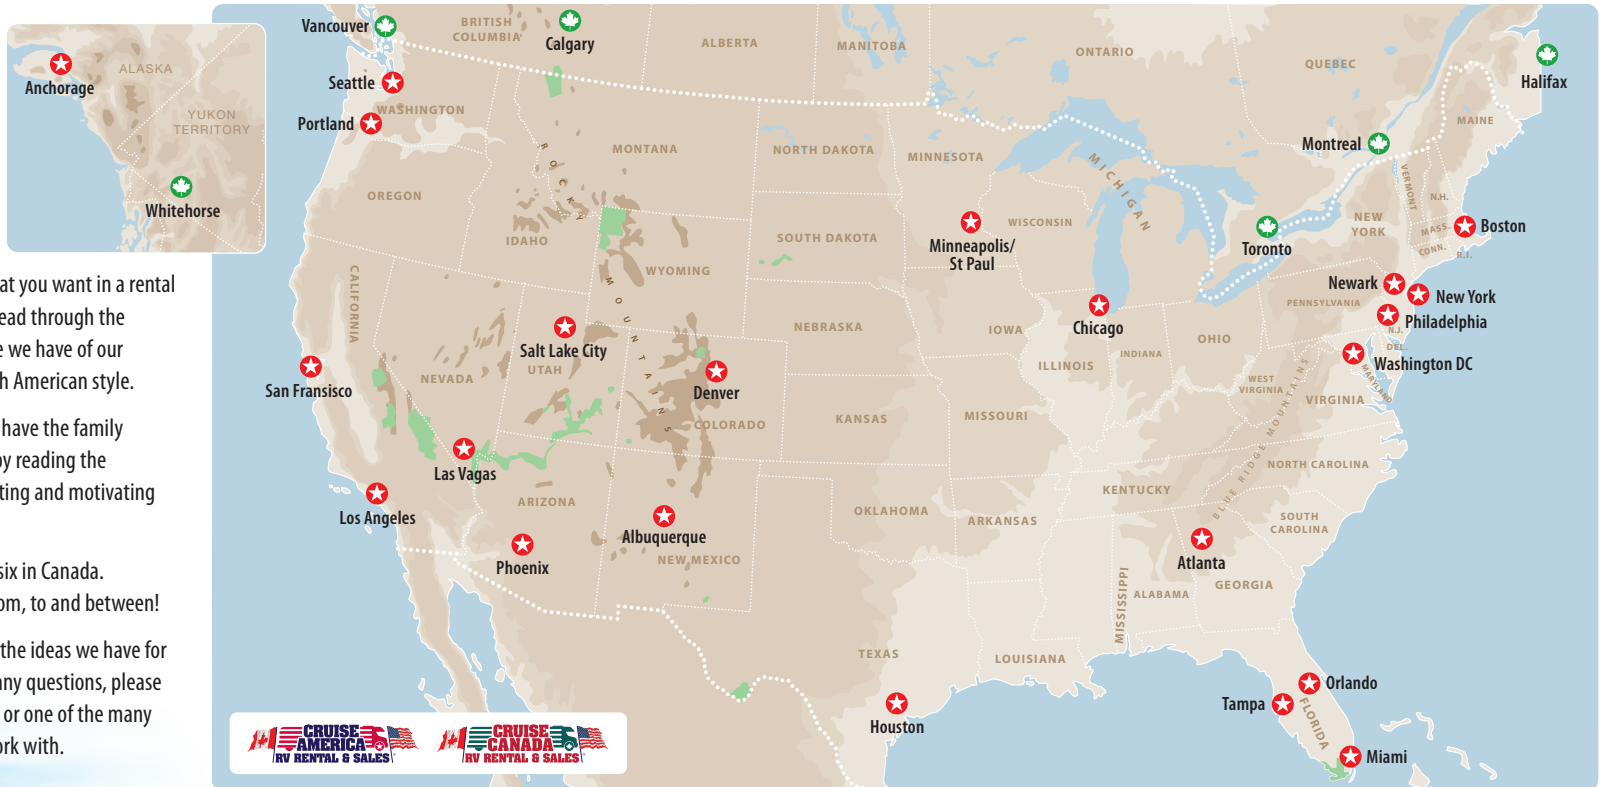 Anchorage
ALASKA
YUKON
TERRITORY
Whitehorse
at you want in a rental
ead through the
e we have of our
h American style.
have the family
by reading the
ting and motivating
six in Canada.
om, to and between!
the ideas we have for
any questions, please
or one of the many
ork with.
Vancouver
BRITISH
COLUMBIA
Calgary
ALBERTA
MANITOBA
ONTARIO
QUEBEC
Halifax
Seattle
WASHINGTON
Portland
MAINE
Montreal
MONTANA
NORTH DAKOTA
MINNESOTA
MICHIGAN
VERMONT
N.H.
OREGON
ROCKY
MOUNTAINS
IDAHO
WYOMING
SOUTH DAKOTA
Minneapolis/
St Paul
WISCONSIN
Toronto
NEW
YORK
MASS.
CONN.
R.I.
Boston
CALIFORNIA
Newark
New York
PENNSYLVANIA
Philadelphia
N.J.
DEL.
MARYLAND
Washington DC
Salt Lake City
UTAH
NEVADA
NEBRASKA
IOWA
Chicago
ILLINOIS
INDIANA
OHIO
WEST
VIRGINIA
VIRGINIA
San Fransisco
Denver
COLORADO
KANSAS
MISSOURI
BLUE RIDGE MOUNTAINS
Las Vagas
KENTUCKY
NORTH CAROLINA
Los Angeles
ARIZONA
Albuquerque
NEW MEXICO
OKLAHOMA
ARKANSAS
SOUTH
CAROLINA
Phoenix
Atlanta
MISSISSIPPI
ALABAMA
GEORGIA
TEXAS
LOUISIANA
Houston
Orlando
Tampa
FLORIDA
Miami
CRUISE
AMERICA
RV RENTAL & SALES
CRUISE
CANADA
RV RENTAL & SALES